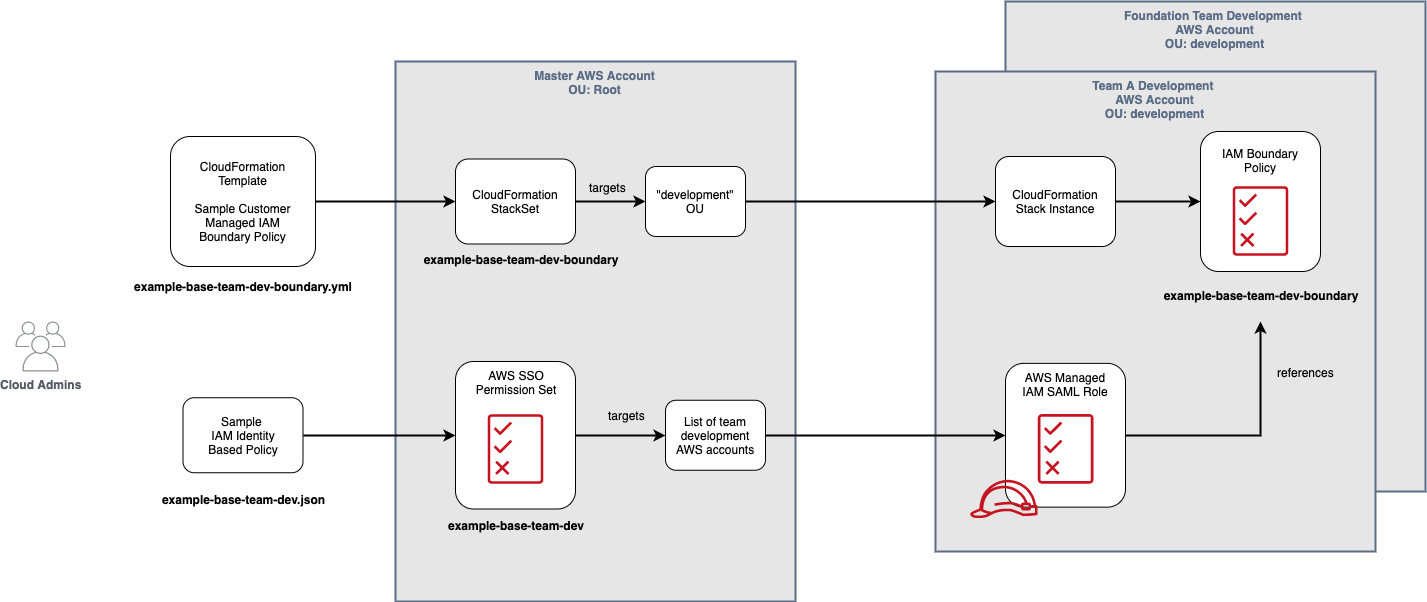 Foundation Team Development
AWS Account
OU: development
Master AWS Account
OU: Root
Team A Development
AWS Account
OU: development
CloudFormation
Template
Sample Customer
Managed IAM
Boundary Policy
example-base-team-dev-boundary.yml
CloudFormation
StackSet
example-base-team-dev-boundary
targets
"development"
OU
CloudFormation
Stack Instance
IAM Boundary
Policy
example-base-team-dev-boundary
Cloud Admins
Sample
IAM Identity
Based Policy
example-base-team-dev.json
AWS SSO
Permission Set
example-base-team-dev
targets
List of team
development
AWS accounts
AWS Managed
IAM SAML Role
references